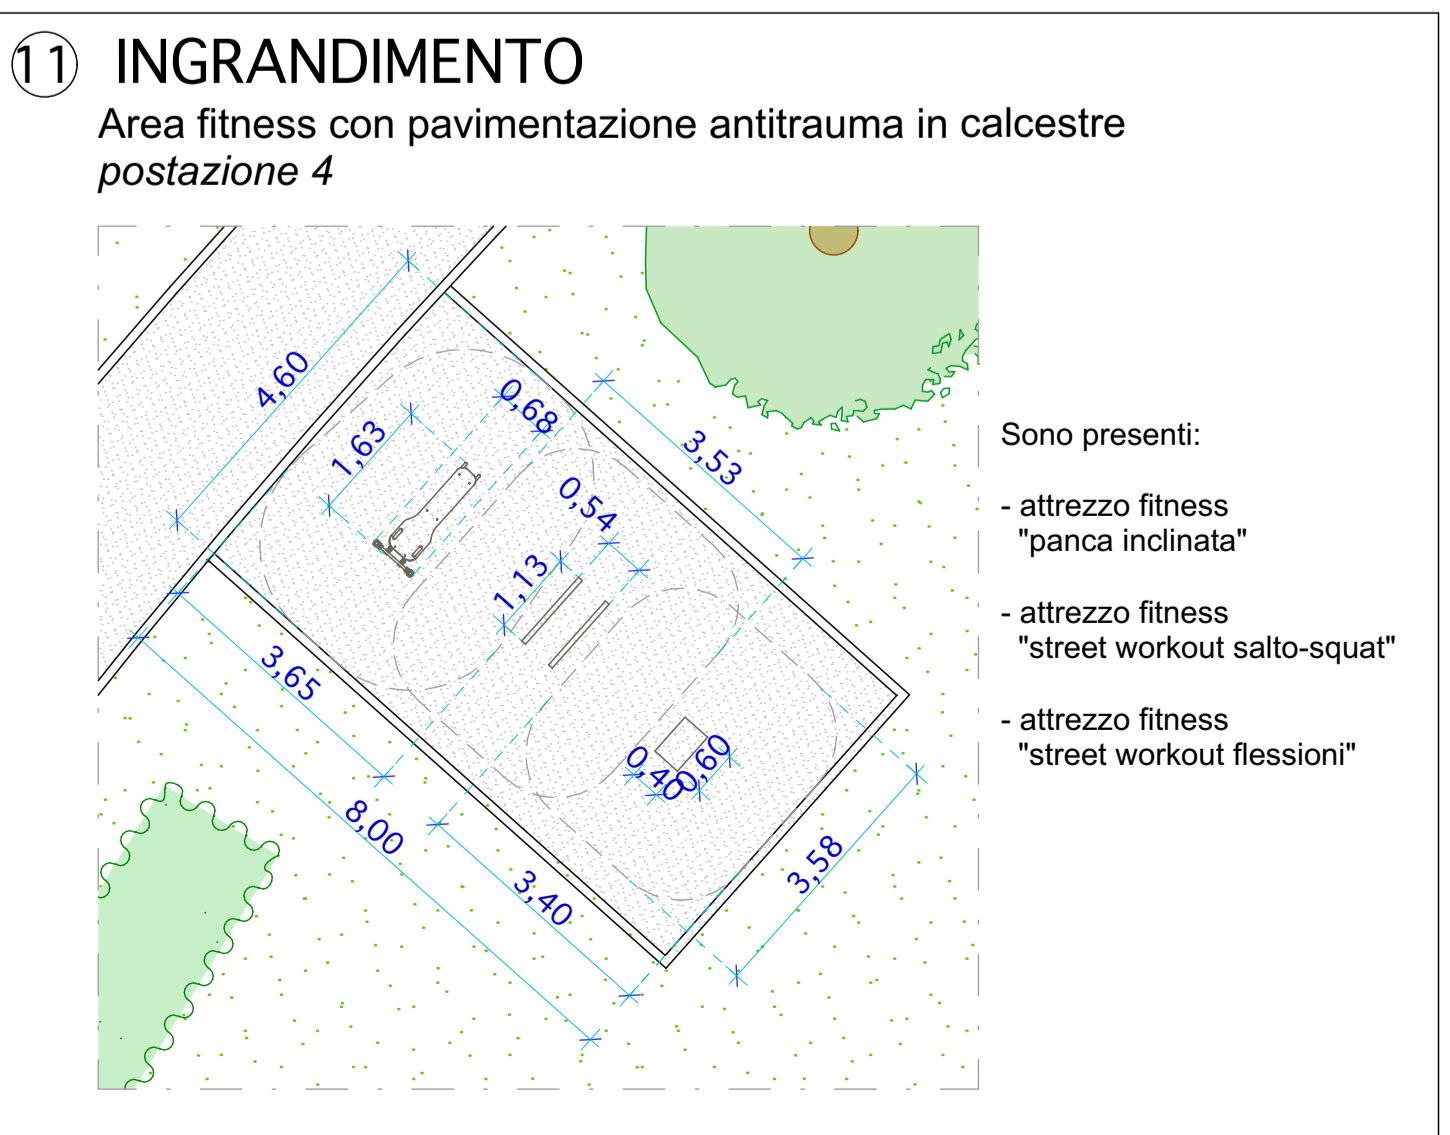 11 INGRANDIMENTO
Area fitness con pavimentazione antitrauma in calcestre
postazione 4
4,60
1,63
0,68
3,53
0,54
1,13
3,65
8,00
3,40
0,40
0,60
3,58
Sono presenti:
- attrezzo fitness
"panca inclinata"
- attrezzo fitness
"street workout salto-squat"
- attrezzo fitness
"street workout flessioni"